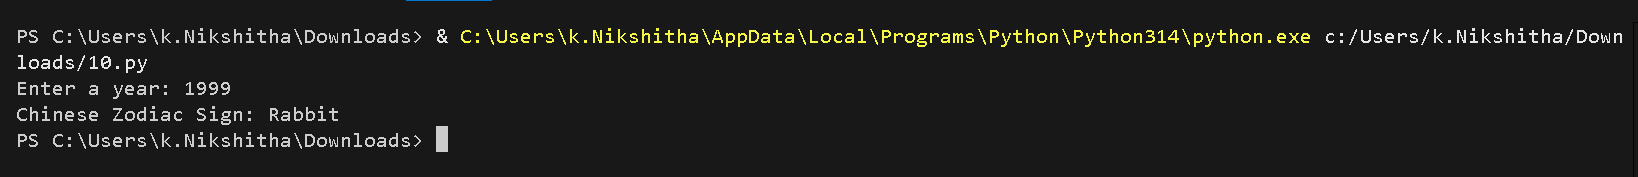 PS C:\Users\k.Nikshitha\Downloads> & C:\Users\k.Nikshitha\AppData\Local\Programs\Python\Python314\python.exe c:/Users/k.Nikshitha/Down
loads/10.py
Enter a year: 1999
Chinese Zodiac Sign: Rabbit
PS C:\Users\k.Nikshitha\Downloads>